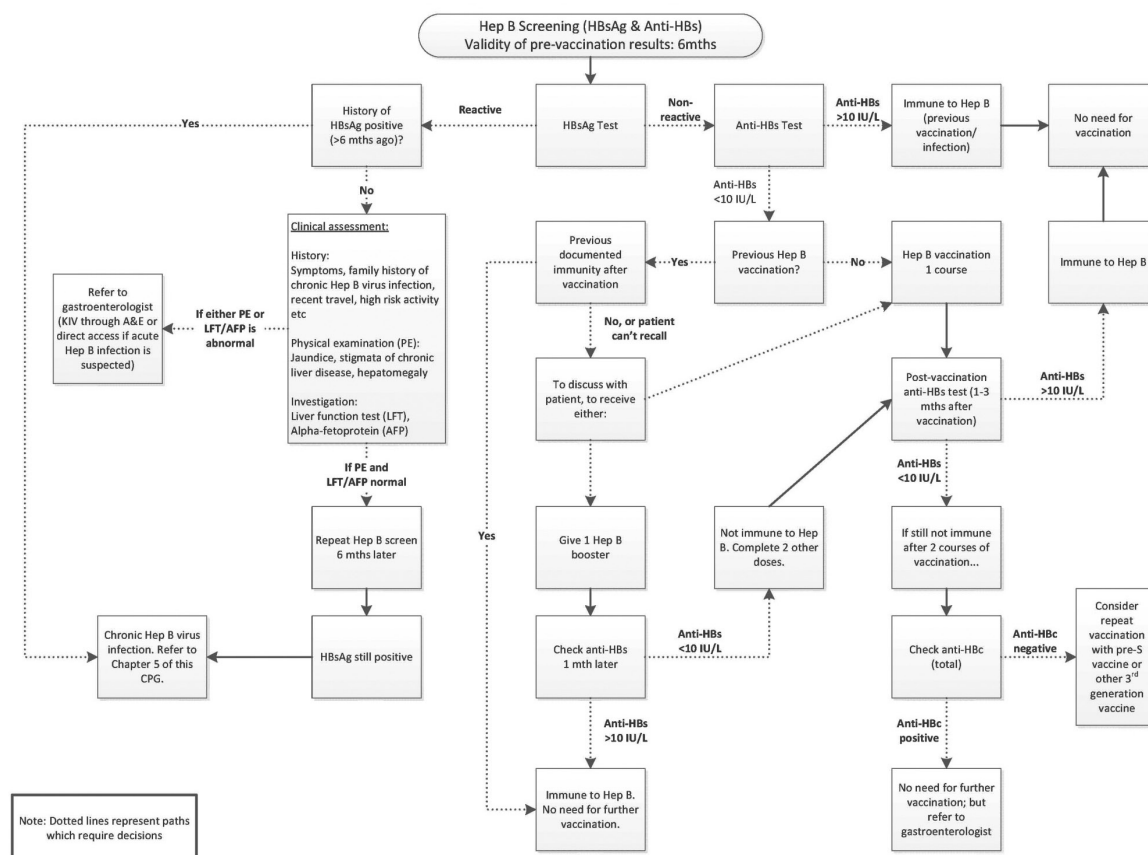 Hep B Screening (HBsAg & Anti-HBs)
Validity of pre-vaccination results: 6mths
Yes
History of
HBsAg positive
(>6 mths ago)?
Reactive
HBsAg Test
Non-
reactive
Anti-HBs Test
Anti-HBs
>10 IU/L
Immune to Hep B
(previous
vaccination/
infection)
No need for
vaccination
No
Anti-HBs
<10 IU/L
Clinical assessment:
History:
Symptoms, family history of
chronic Hep B virus infection,
recent travel, high risk activity
etc
Physical examination (PE):
Jaundice, stigmata of chronic
liver disease, hepatomegaly
Investigation:
Liver function test (LFT),
Alpha-fetoprotein (AFP)
Refer to
gastroenterologist
(KIV through A&E or
direct access if acute
Hep B infection is
suspected)
If either PE or
LFT/AFP is
abnormal
Previous
documented
immunity after
vaccination
Yes
Previous Hep B
vaccination?
No
Hep B vaccination
1 course
Immune to Hep B
No, or patient
can't recall
To discuss with
patient, to receive
either:
Post-vaccination
anti-HBs test (1-3
mths after
vaccination)
Anti-HBs
>10 IU/L
If PE and
LFT/AFP normal
Anti-HBs
<10 IU/L
Repeat Hep B screen
6 mths later
Yes
Give 1 Hep B
booster
Not immune to Hep
B. Complete 2 other
doses.
If still not immune
after 2 courses of
vaccination...
Chronic Hep B virus
infection. Refer to
Chapter 5 of this
CPG.
HBsAg still positive
Check anti-HBs
1 mth later
Anti-HBs
<10 IU/L
Check anti-HBc
(total)
Anti-HBc
negative
Consider
repeat
vaccination
with pre-S
vaccine or
other 3rd
generation
vaccine
Anti-HBs
>10 IU/L
Anti-HBc
positive
Immune to Hep B.
No need for further
vaccination.
No need for further
vaccination; but
refer to
gastroenterologist
Note: Dotted lines represent paths
which require decisions